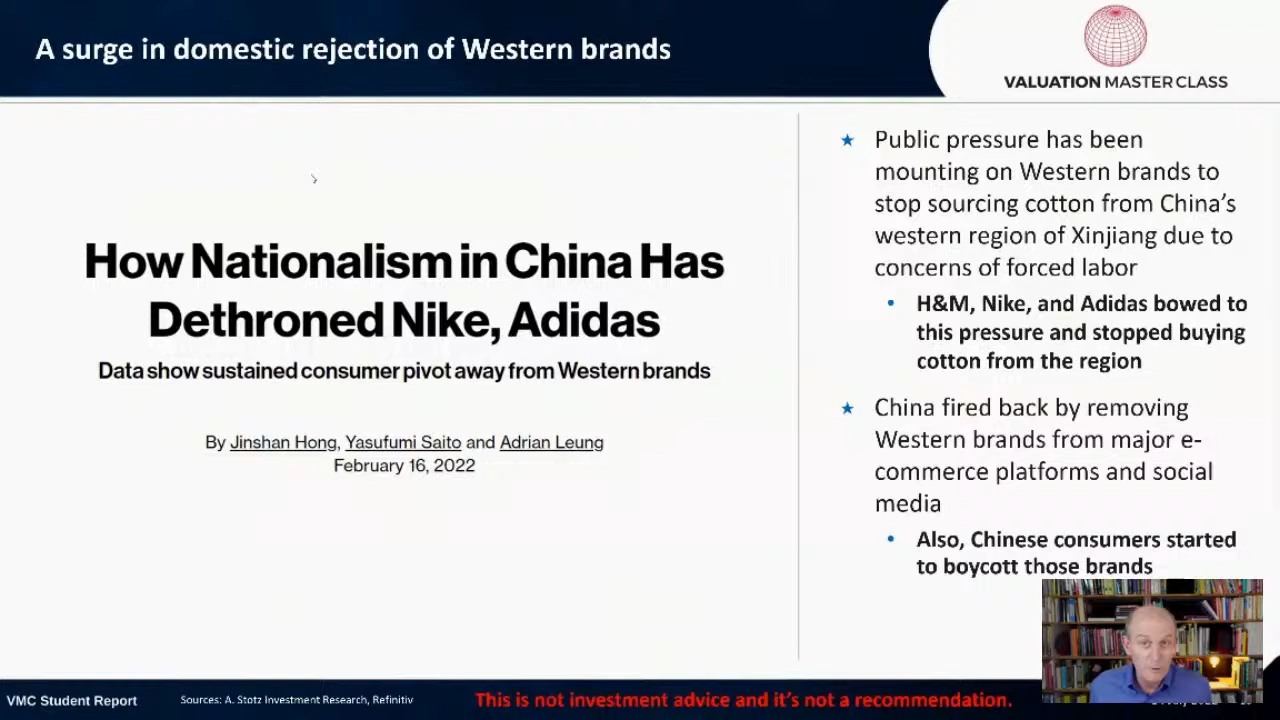 A surge in domestic rejection of Western brands
VALUATION MASTER CLASS
How Nationalism in China Has
Dethroned Nike, Adidas
Data show sustained consumer pivot away from Western brands
By Jinshan Hong, Yasufumi Saito and Adrian Leung
February 16, 2022
★ Public pressure has been
mounting on Western brands to
stop sourcing cotton from China's
western region of Xinjiang due to
concerns of forced labor
• H&M, Nike, and Adidas bowed to
this pressure and stopped buying
cotton from the region
★ China fired back by removing
Western brands from major e-
commerce platforms and social
media
• Also, Chinese consumers started
to boycott those brands
VMC Student Report
Sources: A. Stotz Investment Research, Refinitiv
This is not investment advice and it's not a recommendation.